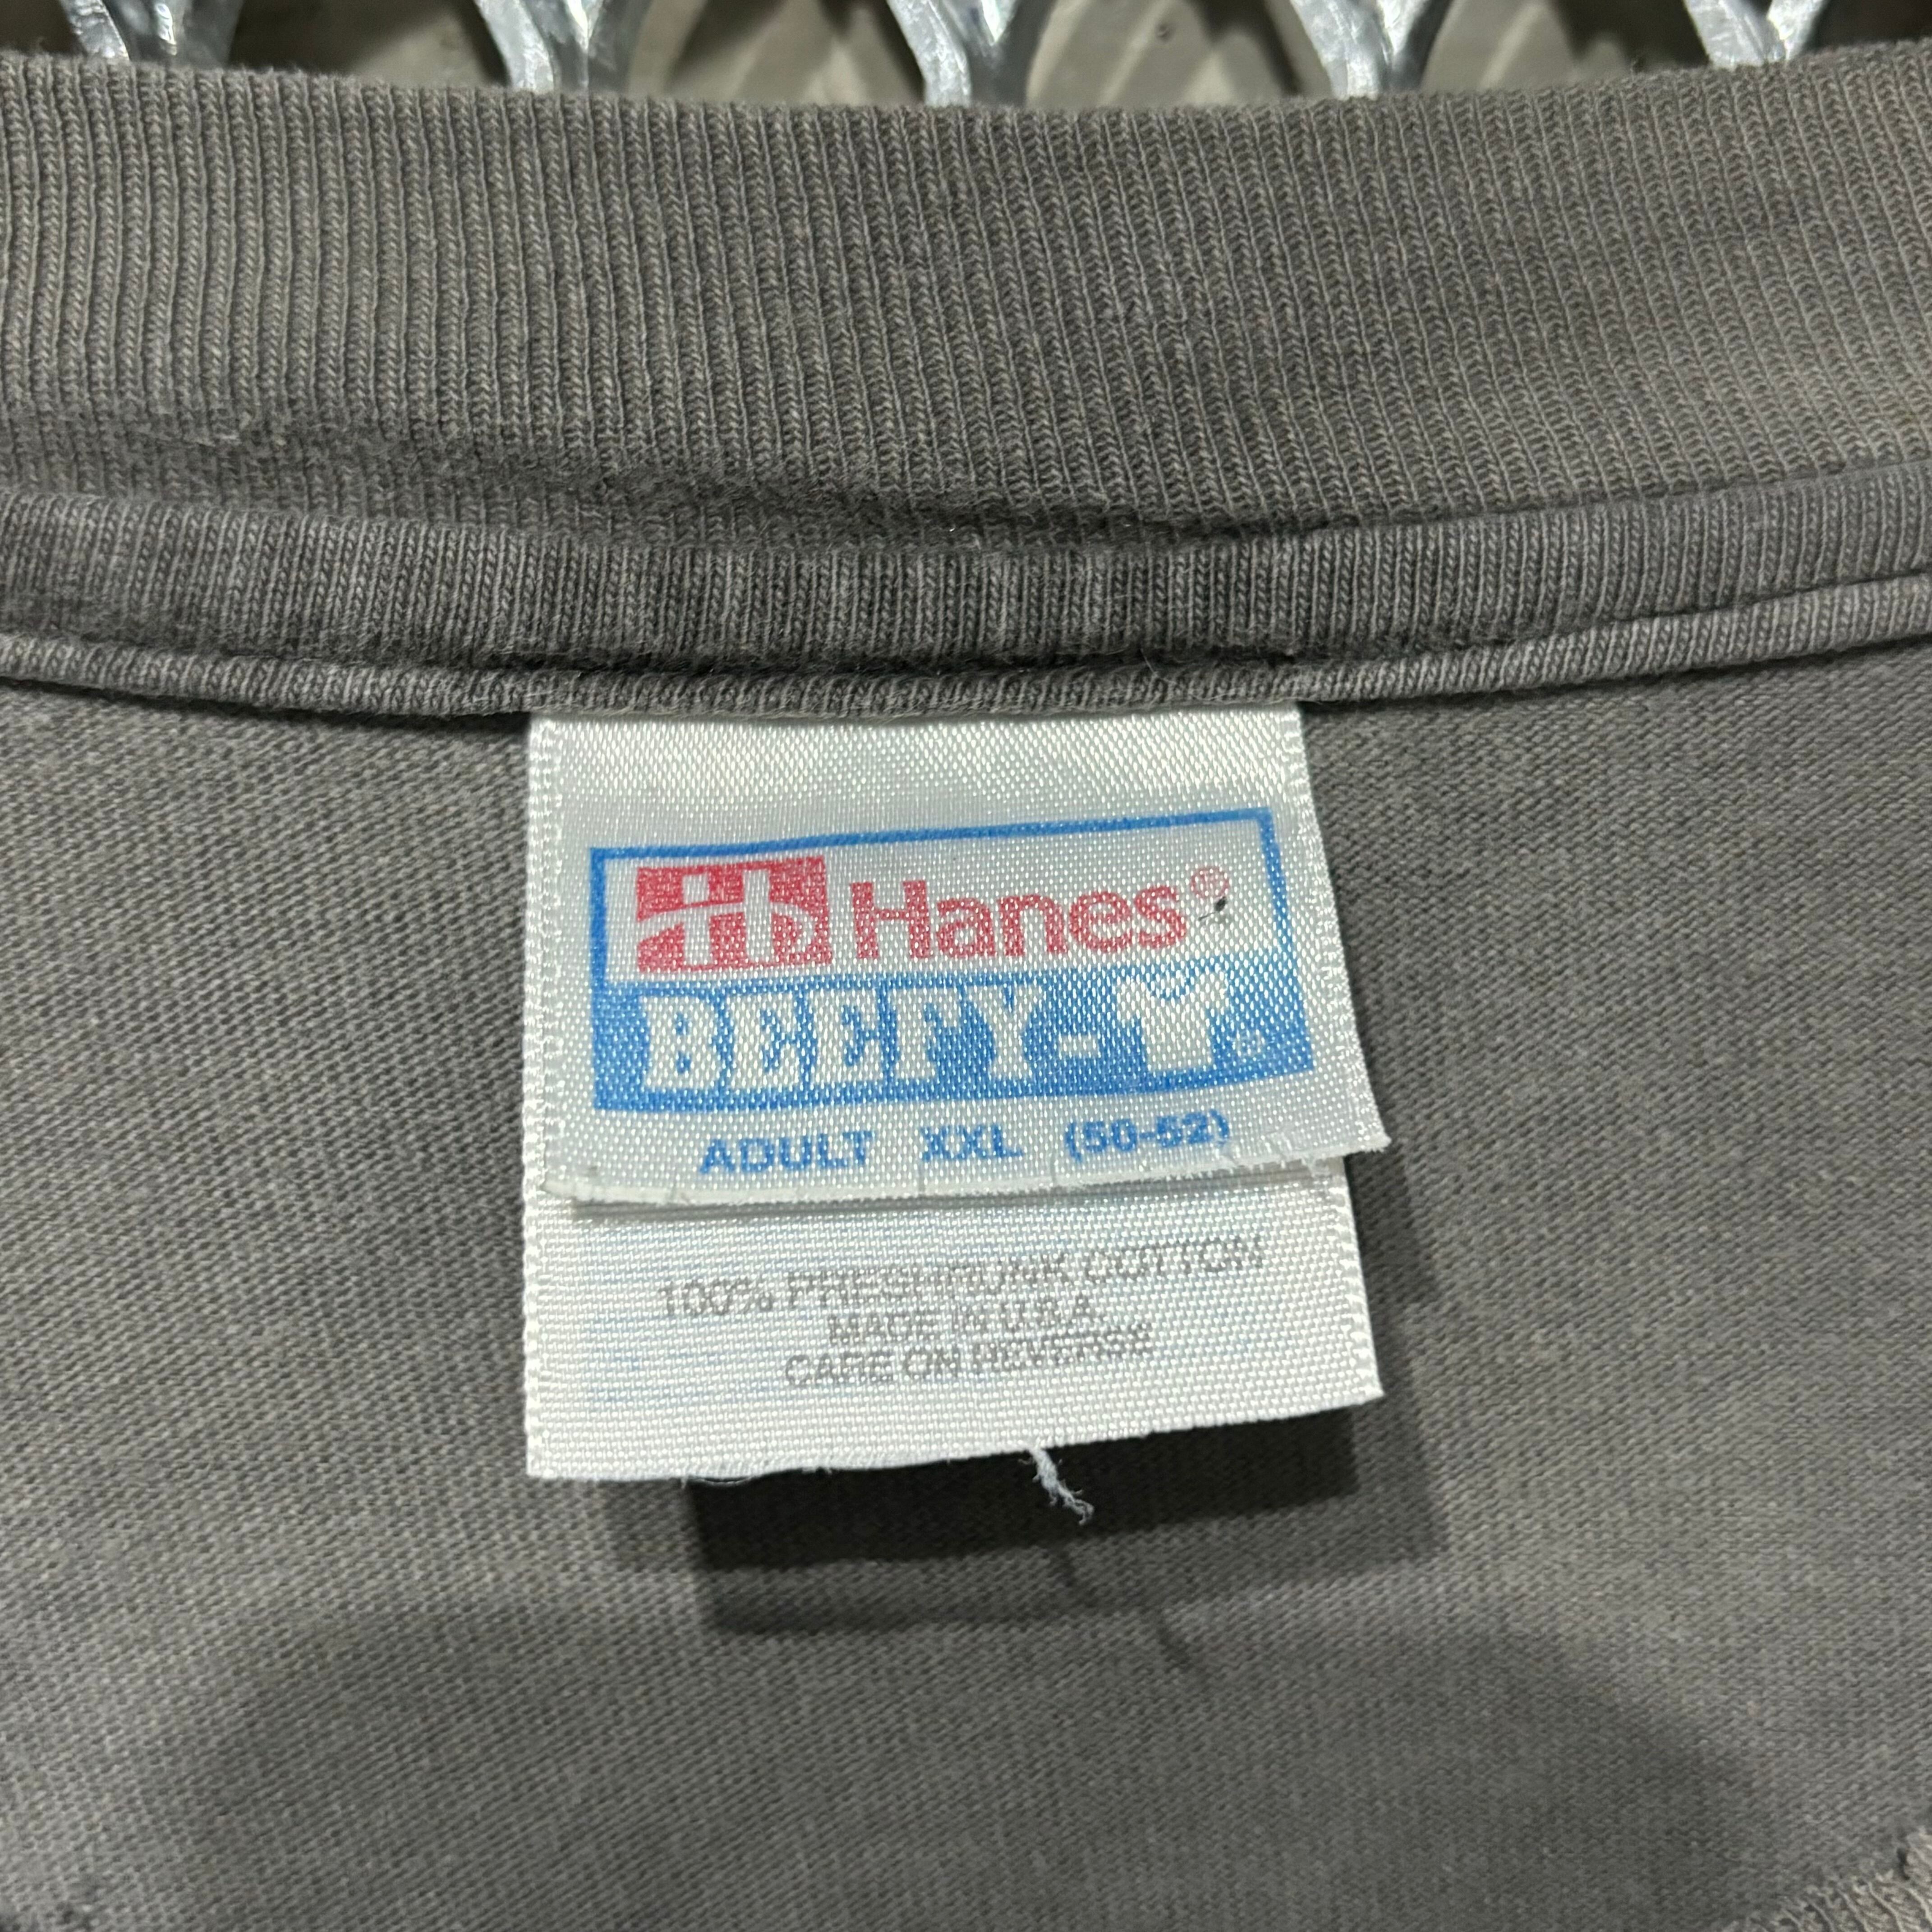 Hanes®
BEEFY-T®
ADULT XXL (50-52)
100% PRESHRUNK COTTON
MADE IN U.S.A.
CARE ON REVERSE